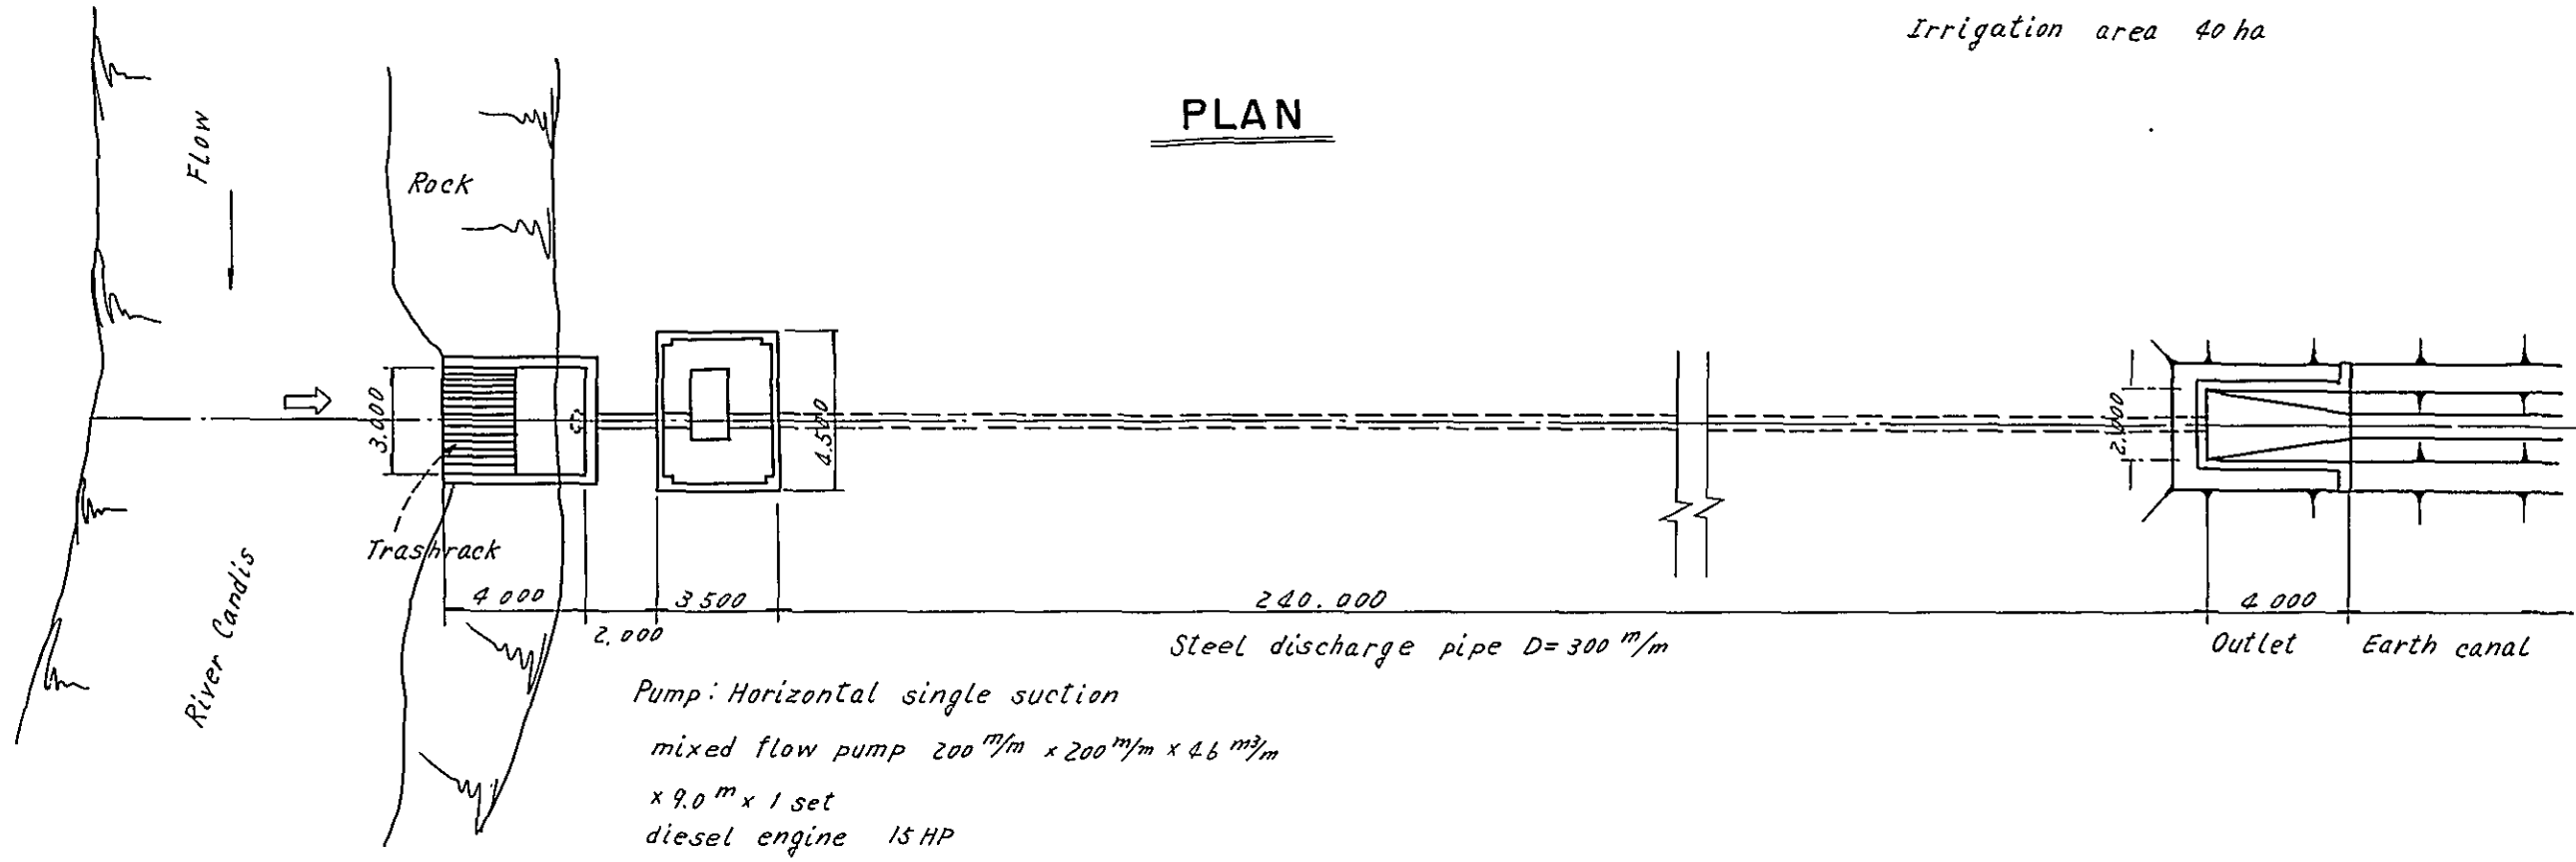 Irrigation area 40 ha
PLAN
Flow
Rock
3.000
4.500
2.000
Trashrack
River Candis
4 000
2.000
3.500
240.000
4 000
Steel discharge pipe D= 300 m/m
Outlet
Earth canal
Pump : Horizontal single suction
mixed flow pump 200 m/m x 200 m/m x 4.6 m³/m
x 9.0 m x 1 set
diesel engine 15 HP